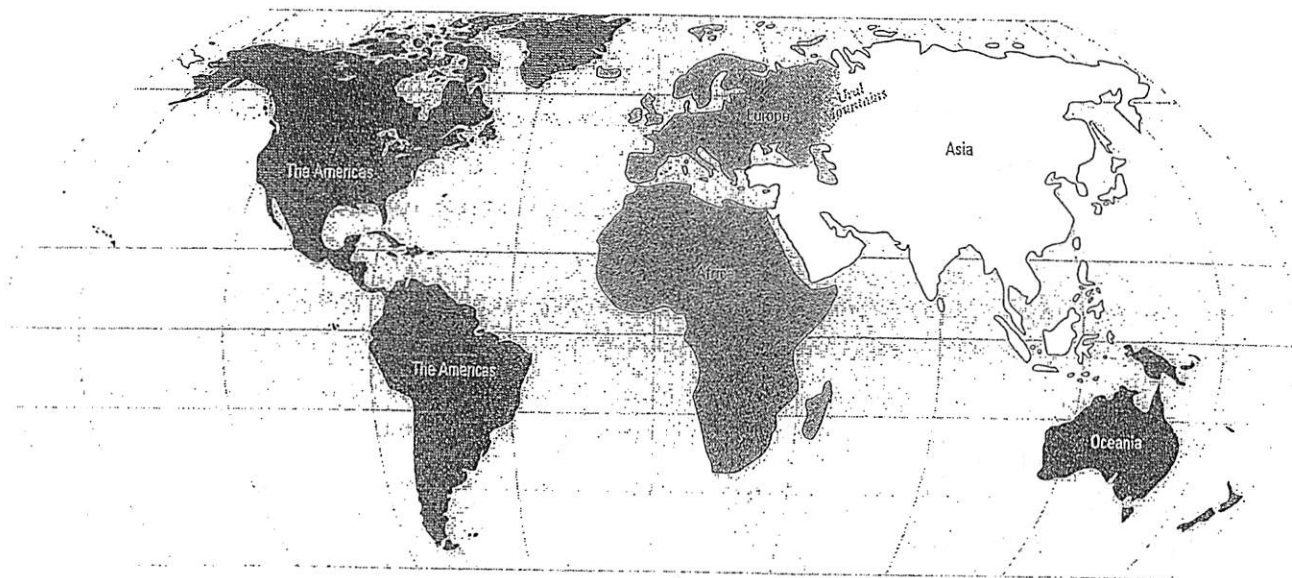 Ural
Mountains
Europe
Asia
The Americas
Africa
The Americas
Oceania